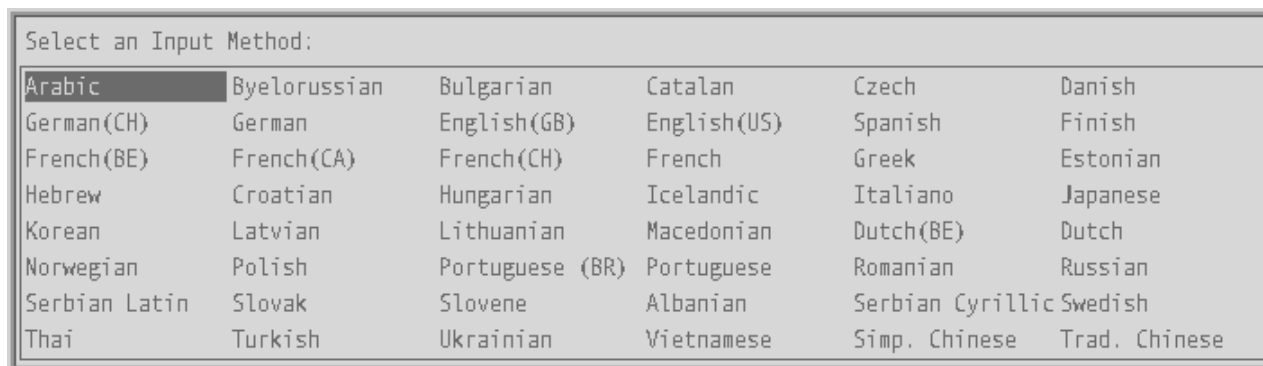 Select an Input Method:
Arabic Byelorussian Bulgarian Catalan Czech Danish
German(CH) German English(GB) English(US) Spanish Finish
French(BE) French(CA) French(CH) French Greek Estonian
Hebrew Croatian Hungarian Icelandic Italiano Japanese
Korean Latvian Lithuanian Macedonian Dutch(BE) Dutch
Norwegian Polish Portuguese (BR) Portuguese Romanian Russian
Serbian Latin Slovak Slovene Albanian Serbian Cyrillic Swedish
Thai Turkish Ukrainian Vietnamese Simp. Chinese Trad. Chinese